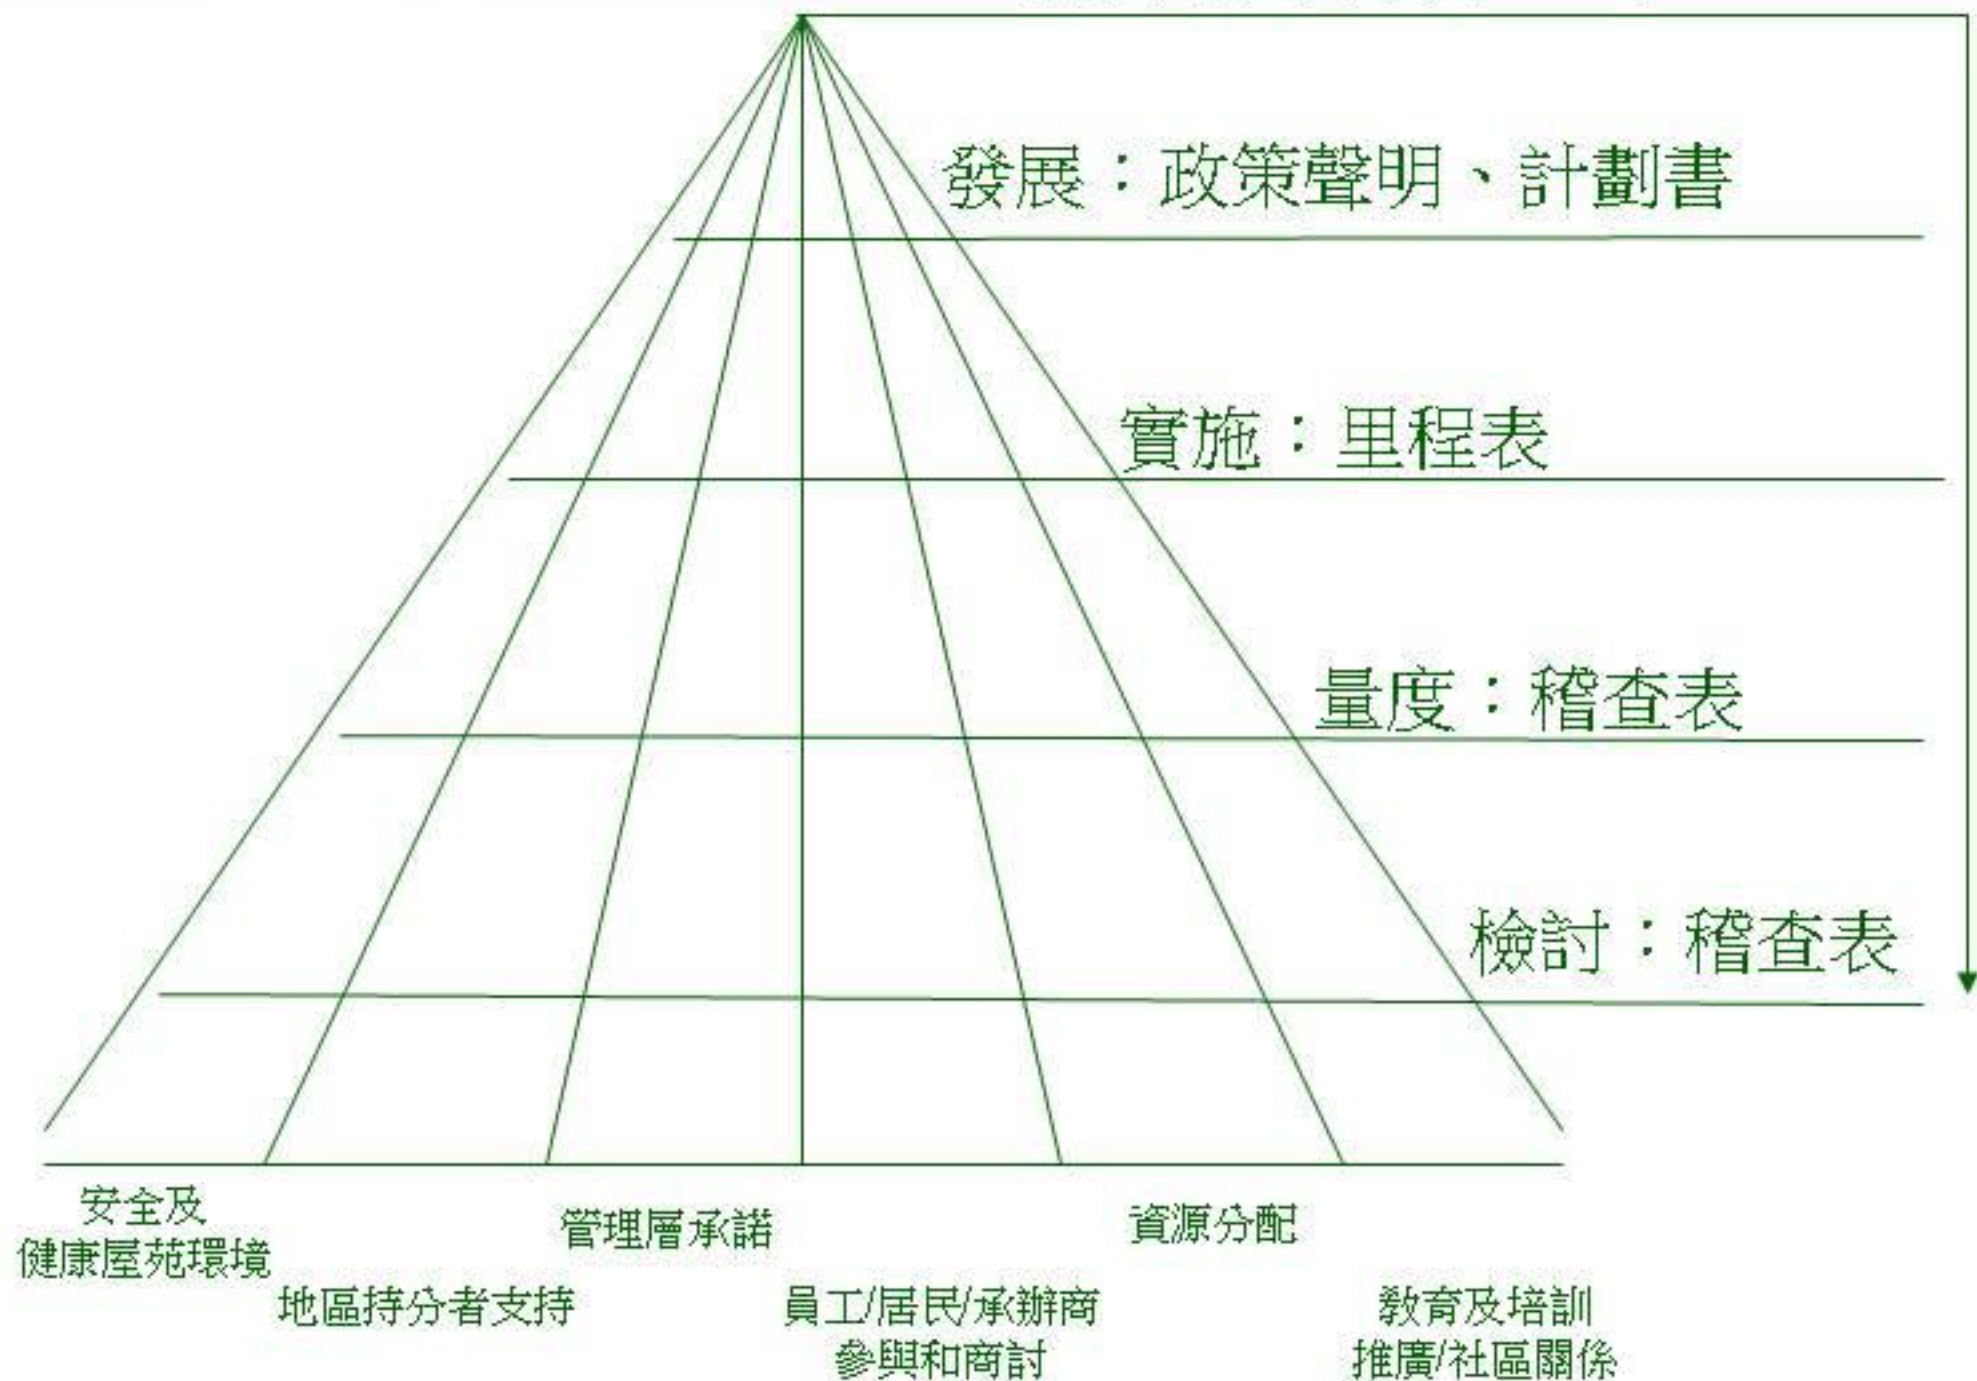 發展：政策聲明、計劃書
實施：里程表
量度：稽查表
檢討：稽查表
安全及
健康屋苑環境
地區持分者支持
管理層承諾
員工/居民/承辦商
參與和商討
資源分配
教育及培訓
推廣/社區關係